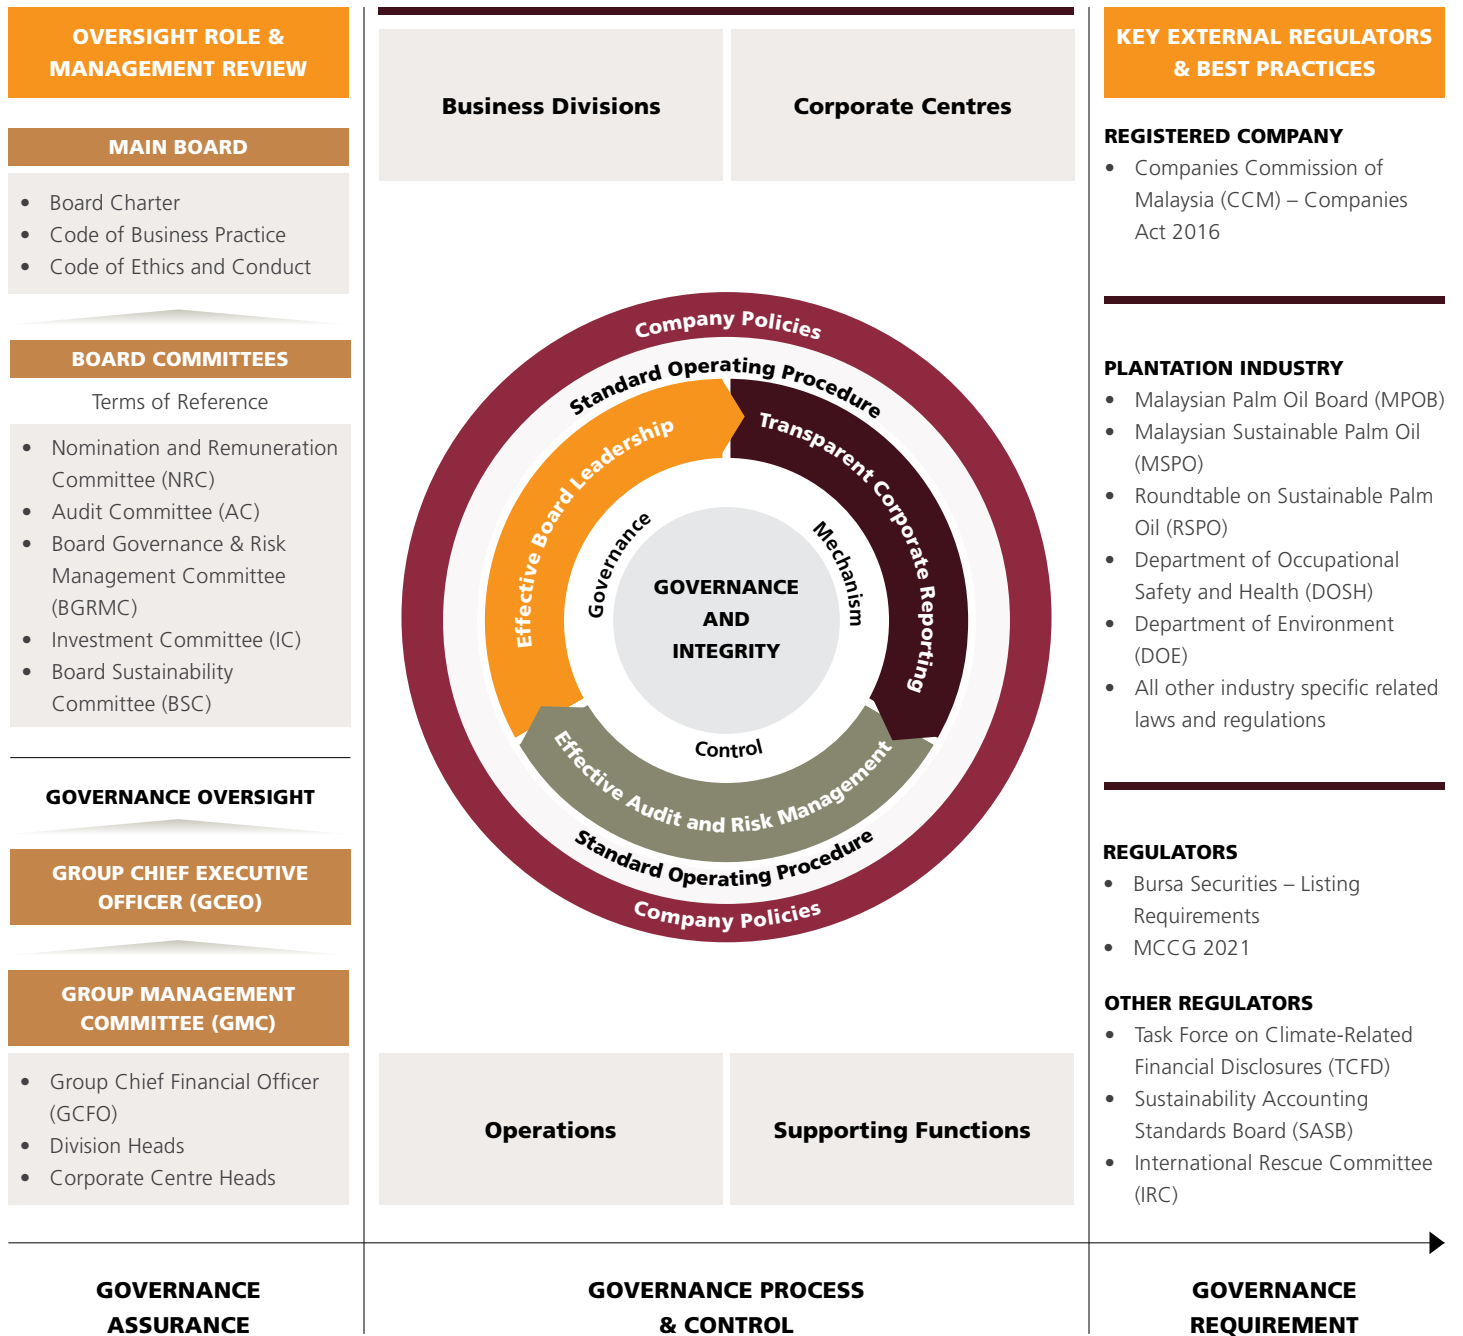 OVERSIGHT ROLE &
MANAGEMENT REVIEW
MAIN BOARD
• Board Charter
• Code of Business Practice
• Code of Ethics and Conduct
BOARD COMMITTEES
Terms of Reference
• Nomination and Remuneration
Committee (NRC)
• Audit Committee (AC)
• Board Governance & Risk
Management Committee
(BGRMC)
• Investment Committee (IC)
• Board Sustainability
Committee (BSC)
GOVERNANCE OVERSIGHT
GROUP CHIEF EXECUTIVE
OFFICER (GCEO)
GROUP MANAGEMENT
COMMITTEE (GMC)
• Group Chief Financial Officer
(GCFO)
• Division Heads
• Corporate Centre Heads
GOVERNANCE
ASSURANCE
Business Divisions
Corporate Centres
Company Policies
Standard Operating Procedure
Effective Board Leadership
Transparent Corporate Reporting
Governance
Mechanism
GOVERNANCE
AND
INTEGRITY
Control
Effective Audit and Risk Management
Standard Operating Procedure
Company Policies
Operations
Supporting Functions
GOVERNANCE PROCESS
& CONTROL
KEY EXTERNAL REGULATORS
& BEST PRACTICES
REGISTERED COMPANY
• Companies Commission of
Malaysia (CCM) – Companies
Act 2016
PLANTATION INDUSTRY
• Malaysian Palm Oil Board (MPOB)
• Malaysian Sustainable Palm Oil
(MSPO)
• Roundtable on Sustainable Palm
Oil (RSPO)
• Department of Occupational
Safety and Health (DOSH)
• Department of Environment
(DOE)
• All other industry specific related
laws and regulations
REGULATORS
• Bursa Securities – Listing
Requirements
• MCCG 2021
OTHER REGULATORS
• Task Force on Climate-Related
Financial Disclosures (TCFD)
• Sustainability Accounting
Standards Board (SASB)
• International Rescue Committee
(IRC)
GOVERNANCE
REQUIREMENT